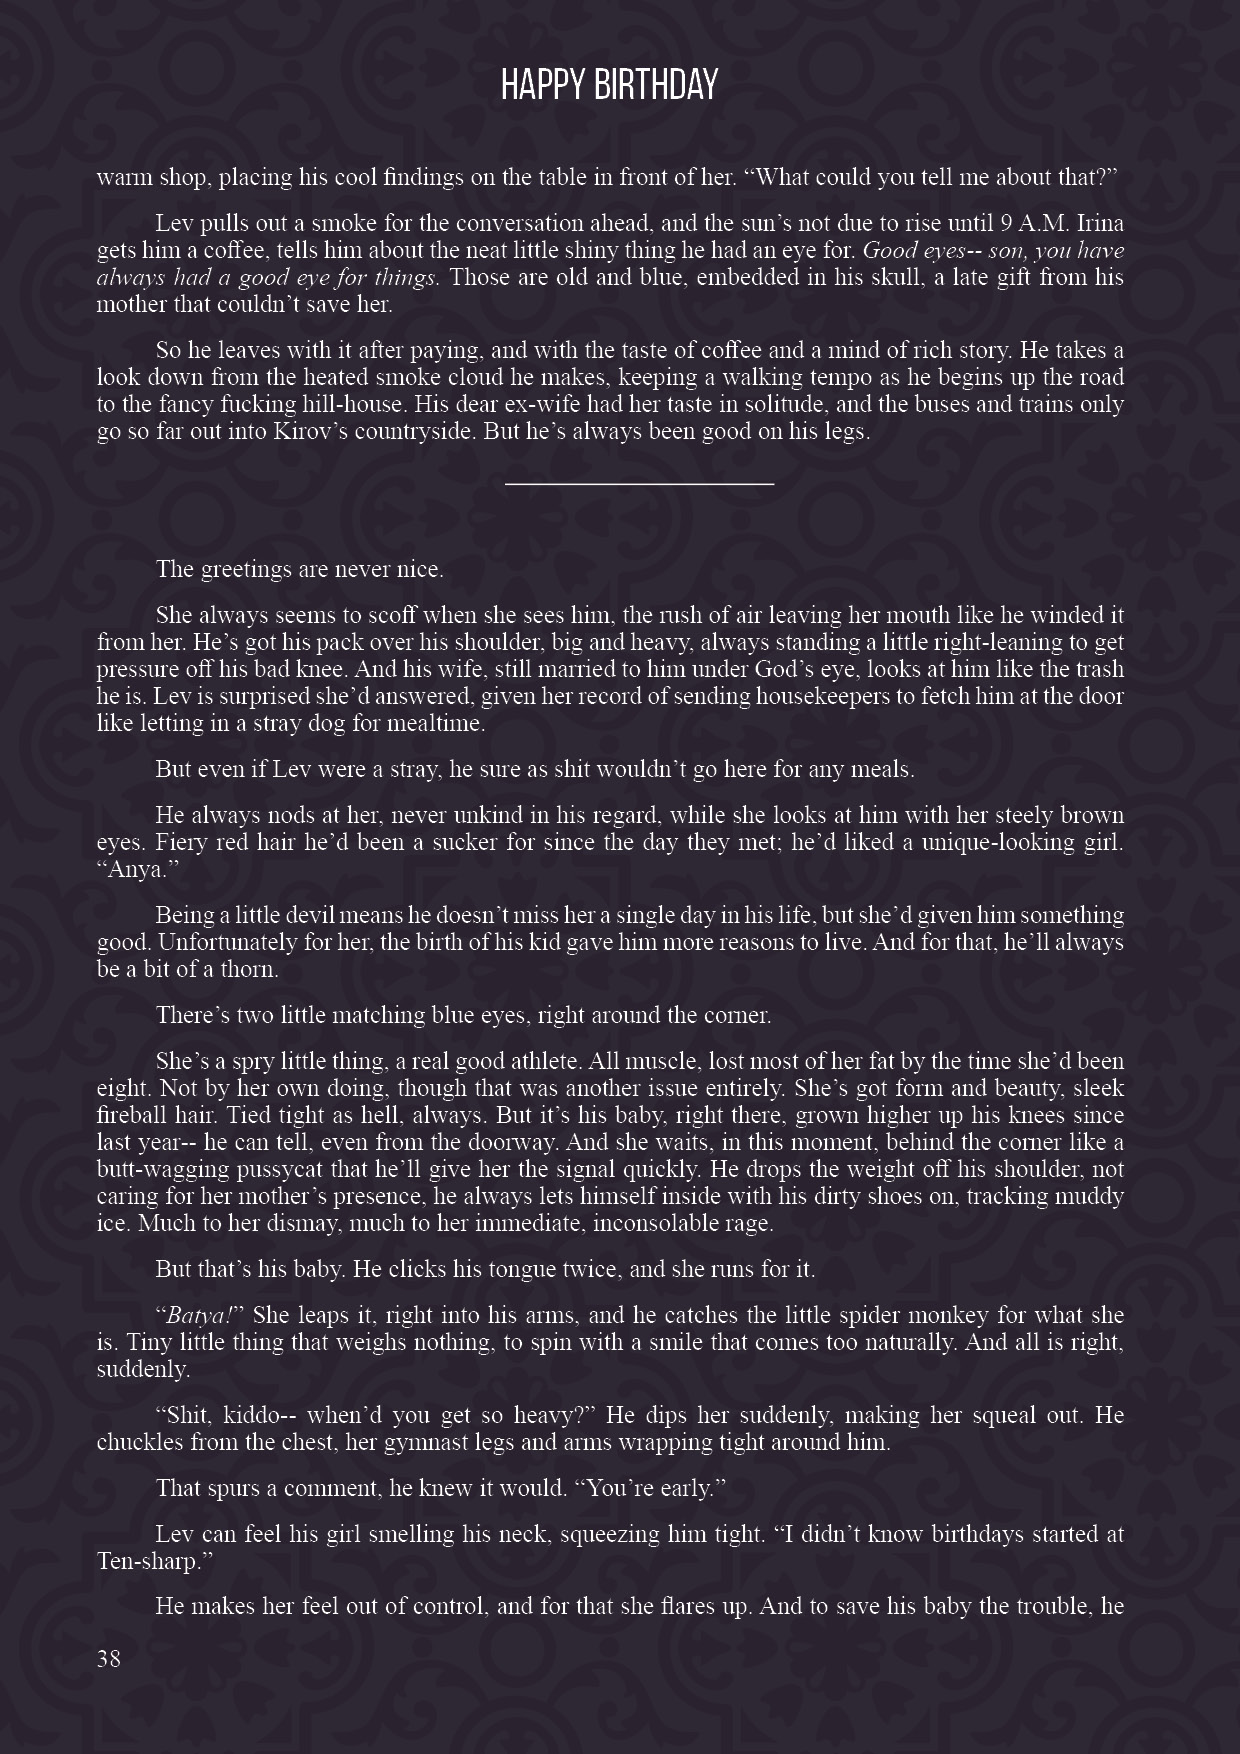 HAPPY BIRTHDAY
warm shop, placing his cool findings on the table in front of her. “What could you tell me about that?”
Lev pulls out a smoke for the conversation ahead, and the sun’s not due to rise until 9 A.M. Irina
gets him a coffee, tells him about the neat little shiny thing he had an eye for. Good eyes-- son, you have
always had a good eye for things. Those are old and blue, embedded in his skull, a late gift from his
mother that couldn’t save her.
So he leaves with it after paying, and with the taste of coffee and a mind of rich story. He takes a
look down from the heated smoke cloud he makes, keeping a walking tempo as he begins up the road
to the fancy fucking hill-house. His dear ex-wife had her taste in solitude, and the buses and trains only
go so far out into Kirov’s countryside. But he’s always been good on his legs.
The greetings are never nice.
She always seems to scoff when she sees him, the rush of air leaving her mouth like he winded it
from her. He’s got his pack over his shoulder, big and heavy, always standing a little right-leaning to get
pressure off his bad knee. And his wife, still married to him under God’s eye, looks at him like the trash
he is. Lev is surprised she’d answered, given her record of sending housekeepers to fetch him at the door
like letting in a stray dog for mealtime.
But even if Lev were a stray, he sure as shit wouldn’t go here for any meals.
He always nods at her, never unkind in his regard, while she looks at him with her steely brown
eyes. Fiery red hair he’d been a sucker for since the day they met; he’d liked a unique-looking girl.
“Anya.”
Being a little devil means he doesn’t miss her a single day in his life, but she’d given him something
good. Unfortunately for her, the birth of his kid gave him more reasons to live. And for that, he’ll always
be a bit of a thorn.
There’s two little matching blue eyes, right around the corner.
She’s a spry little thing, a real good athlete. All muscle, lost most of her fat by the time she’d been
eight. Not by her own doing, though that was another issue entirely. She’s got form and beauty, sleek
fireball hair. Tied tight as hell, always. But it’s his baby, right there, grown higher up his knees since
last year-- he can tell, even from the doorway. And she waits, in this moment, behind the corner like a
butt-wagging pussycat that he’ll give her the signal quickly. He drops the weight off his shoulder, not
caring for her mother’s presence, he always lets himself inside with his dirty shoes on, tracking muddy
ice. Much to her dismay, much to her immediate, inconsolable rage.
But that’s his baby. He clicks his tongue twice, and she runs for it.
“Batya!” She leaps it, right into his arms, and he catches the little spider monkey for what she
is. Tiny little thing that weighs nothing, to spin with a smile that comes too naturally. And all is right,
suddenly.
“Shit, kiddo-- when’d you get so heavy?” He dips her suddenly, making her squeal out. He
chuckles from the chest, her gymnast legs and arms wrapping tight around him.
That spurs a comment, he knew it would. “You’re early.”
Lev can feel his girl smelling his neck, squeezing him tight. “I didn’t know birthdays started at
Ten-sharp.”
He makes her feel out of control, and for that she flares up. And to save his baby the trouble, he
38